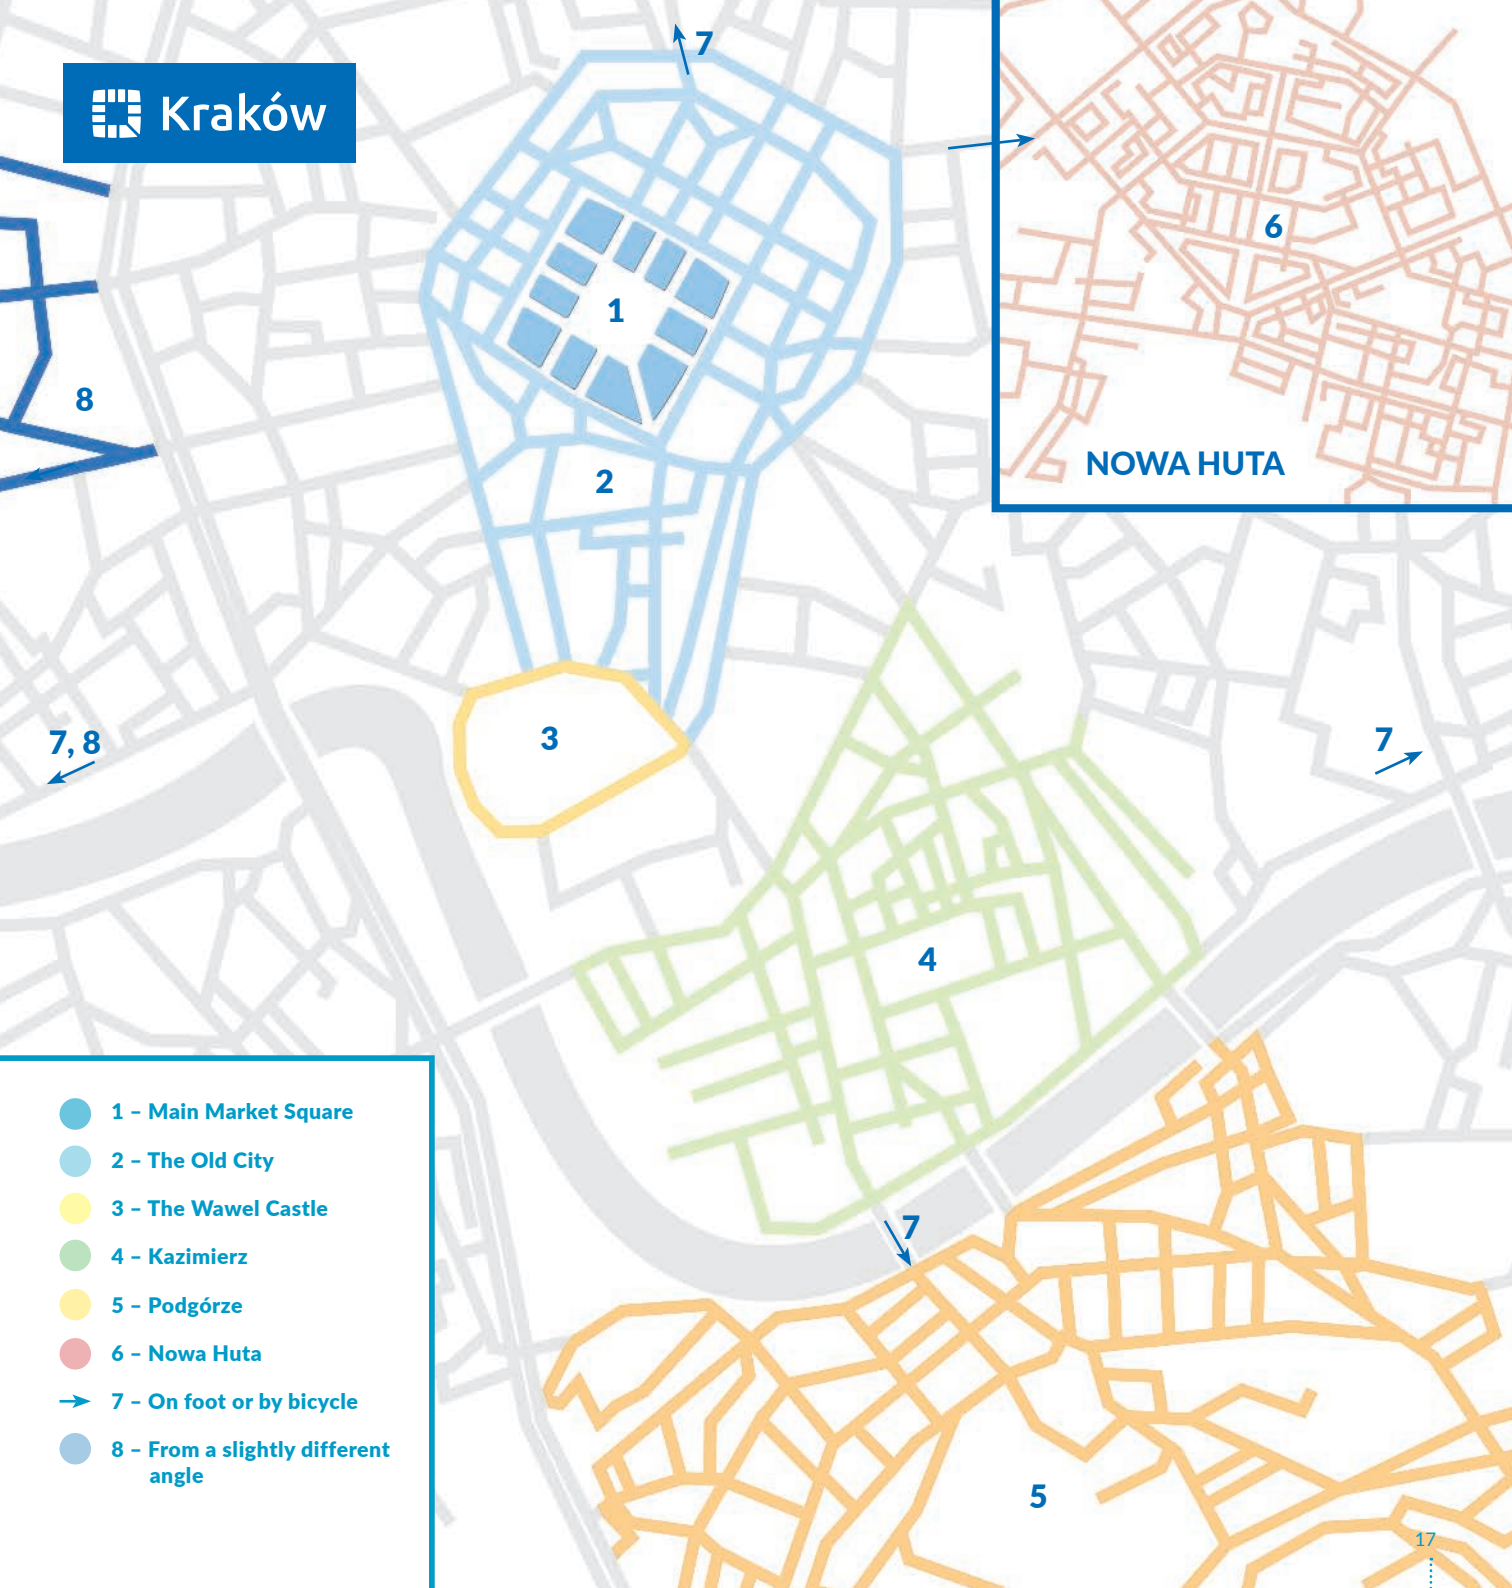 7
Kraków
6
1
8
NOWA HUTA
2
3
7, 8
7
4
1 – Main Market Square
2 – The Old City
3 – The Wawel Castle
4 – Kazimierz
5 – Podgórze
6 – Nowa Huta
7 – On foot or by bicycle
8 – From a slightly different
angle
7
5
17